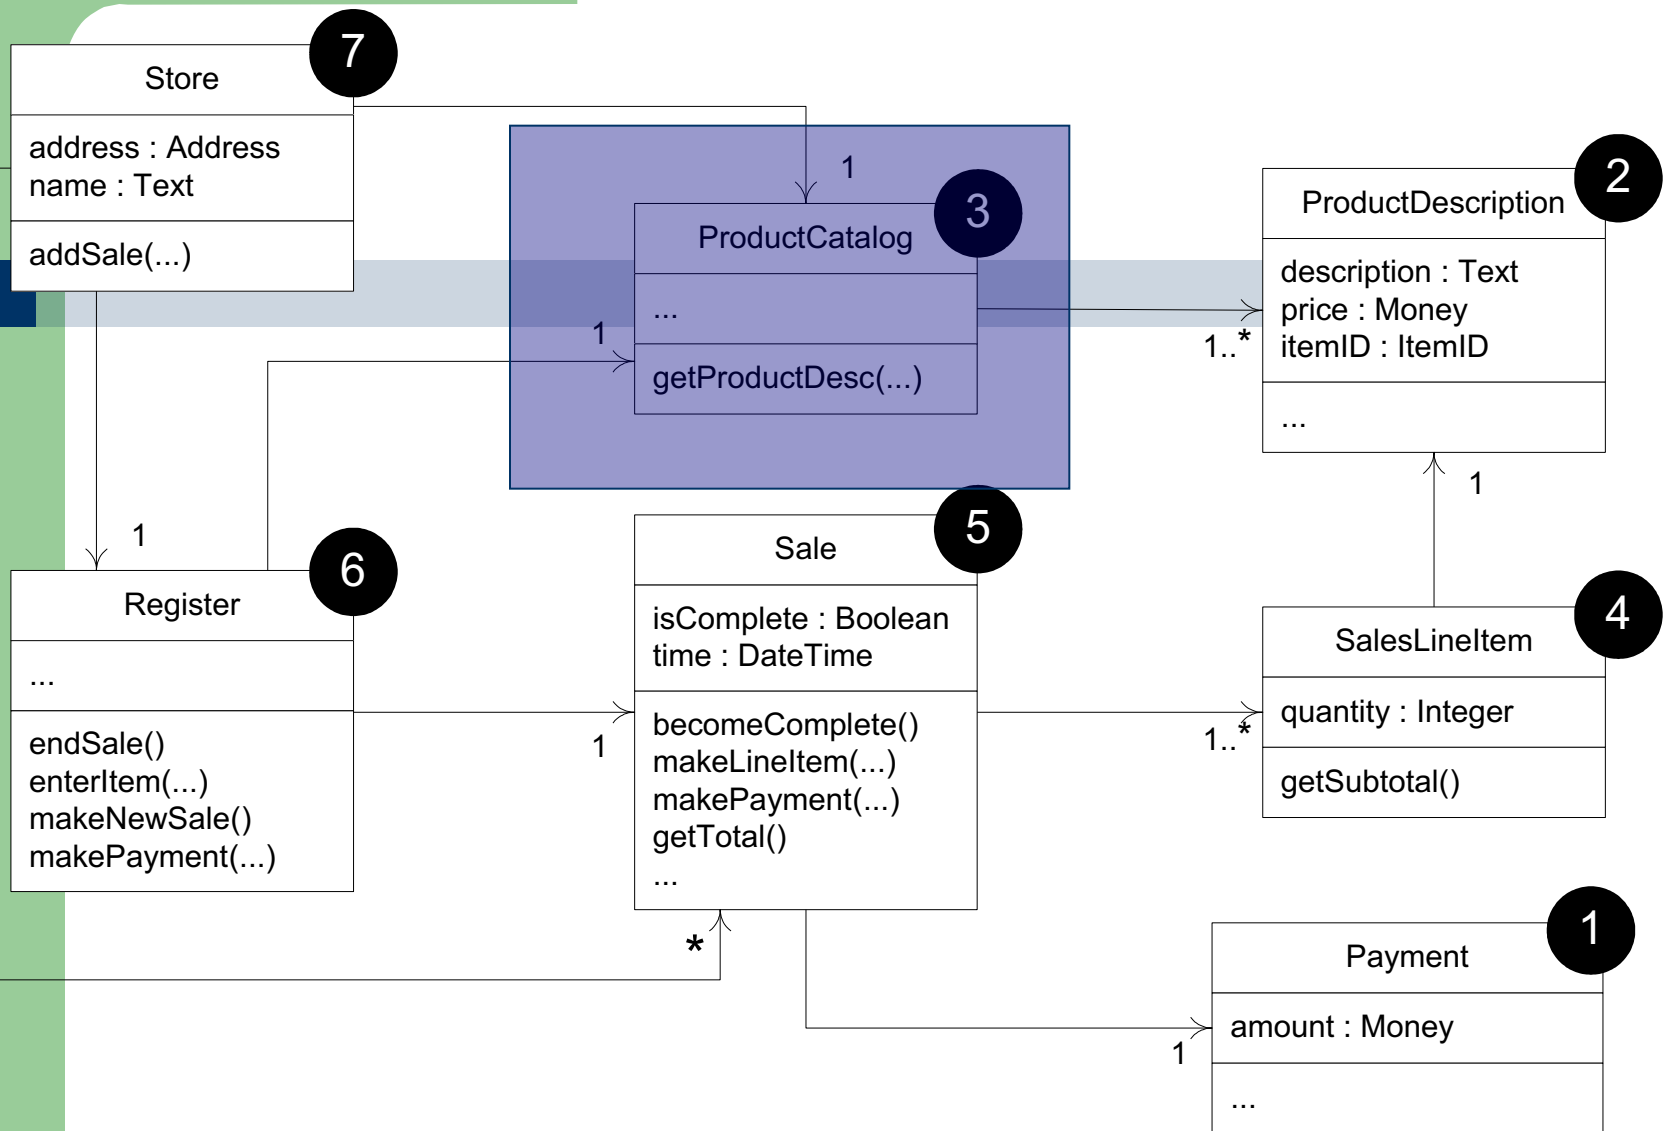 7
Store
address : Address
name : Text
addSale(...)
1
3
ProductCatalog
...
getProductDesc(...)
1
2
ProductDescription
description : Text
price : Money
itemID : ItemID
...
1..*
1
1
6
Register
...
endSale()
enterItem(...)
makeNewSale()
makePayment(...)
5
Sale
isComplete : Boolean
time : DateTime
becomeComplete()
makeLineItem(...)
makePayment(...)
getTotal()
...
1
*
4
SalesLineItem
quantity : Integer
getSubtotal()
1..*
1
Payment
amount : Money
...
1